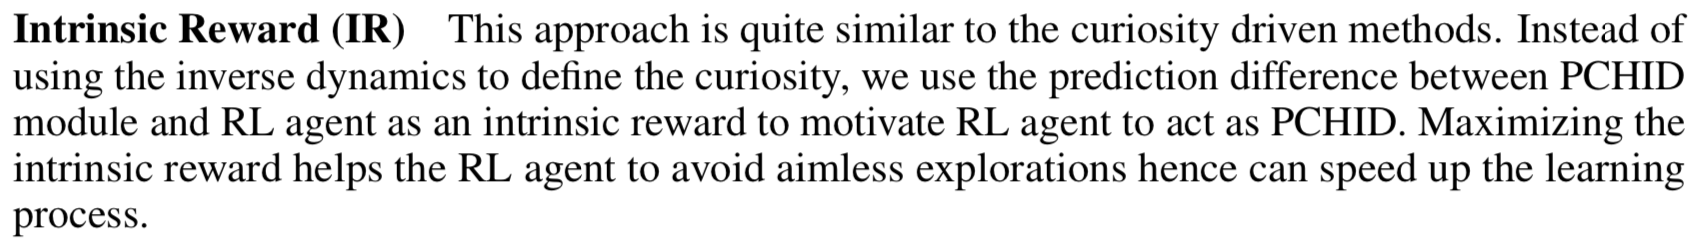 Intrinsic Reward (IR) This approach is quite similar to the curiosity driven methods. Instead of
using the inverse dynamics to define the curiosity, we use the prediction difference between PCHID
module and RL agent as an intrinsic reward to motivate RL agent to act as PCHID. Maximizing the
intrinsic reward helps the RL agent to avoid aimless explorations hence can speed up the learning
process.